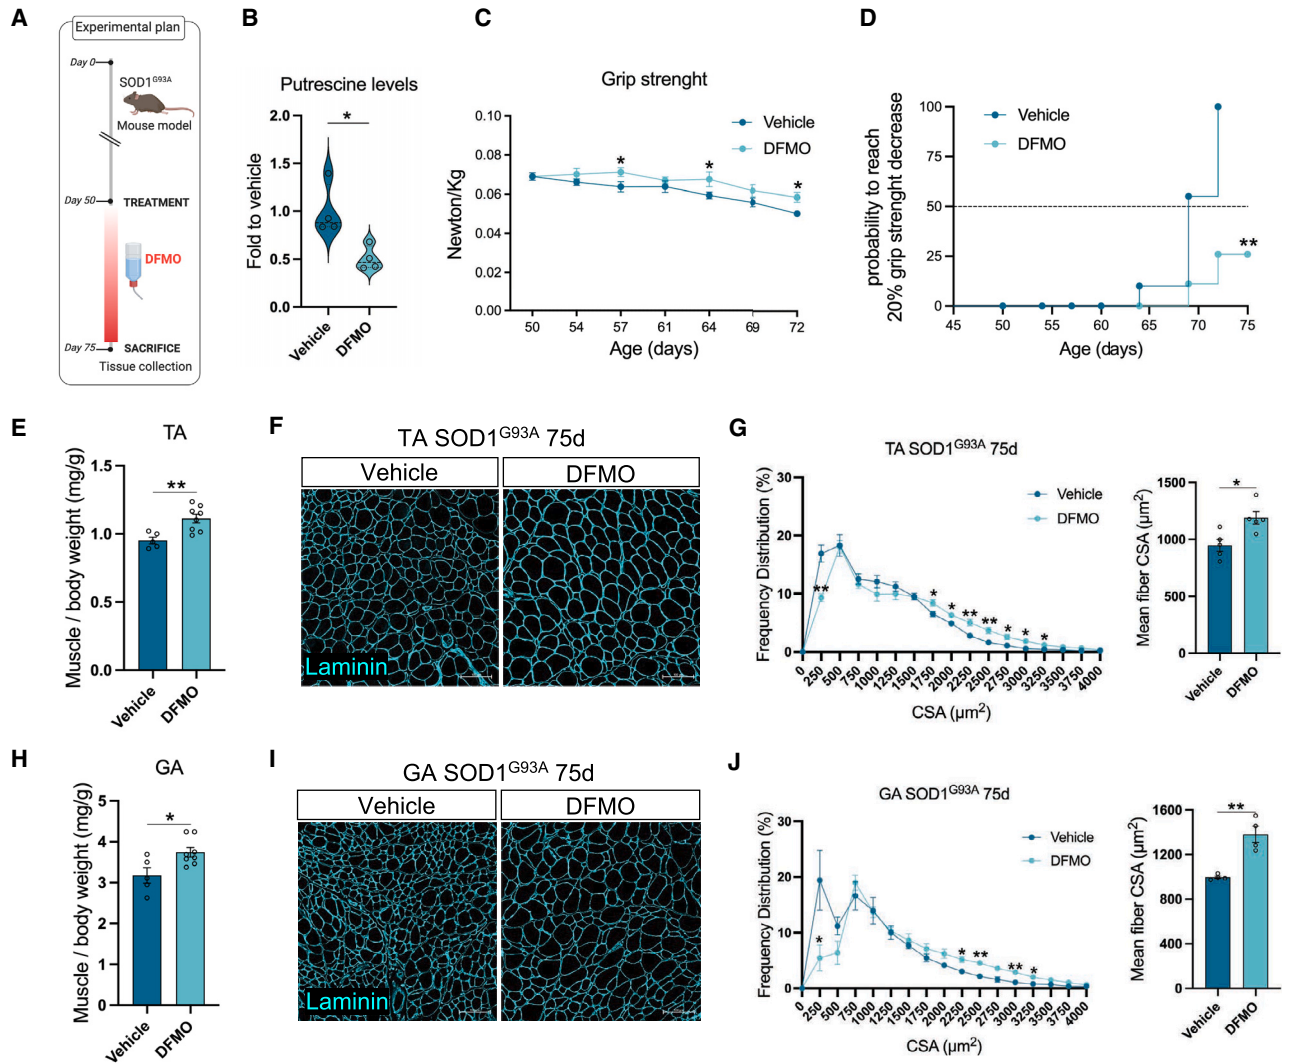 A
Experimental plan
Day 0
SOD1G93A
Mouse model
Day 50
TREATMENT
DFMO
Day 75
SACRIFICE
Tissue collection
B
Putrescine levels
Fold to vehicle
2.0
1.5
1.0
0.5
0.0
*
Vehicle
DFMO
C
Grip strenght
Newton/Kg
0.10
0.08
0.06
0.04
0.02
0.00
Vehicle
DFMO
* * *
50 54 57 61 64 69 72
Age (days)
D
probability to reach
20% grip strenght decrease
100
75
50
25
0
Vehicle
DFMO
**
45 50 55 60 65 70 75
Age (days)
E
TA
Muscle / body weight (mg/g)
1.5
1.0
0.5
0.0
**
Vehicle
DFMO
F
TA SOD1G93A 75d
Vehicle
DFMO
Laminin
G
TA SOD1G93A 75d
Frequency Distribution (%)
30
20
10
0
Vehicle
DFMO
** * * ** ** * * *
0 250 500 750 1000 1250 1500 1750 2000 2250 2500 2750 3000 3250 3500 3750 4000
CSA (µm2)
Mean fiber CSA (µm2)
1500
1000
500
0
*
Vehicle
DFMO
H
GA
Muscle / body weight (mg/g)
5
4
3
2
1
0
*
Vehicle
DFMO
I
GA SOD1G93A 75d
Vehicle
DFMO
Laminin
J
GA SOD1G93A 75d
Frequency Distribution (%)
30
20
10
0
Vehicle
DFMO
* * ** ** *
0 250 500 750 1000 1250 1500 1750 2000 2250 2500 2750 3000 3250 3500 3750 4000
CSA (µm2)
Mean fiber CSA (µm2)
1600
1200
800
400
0
**
Vehicle
DFMO